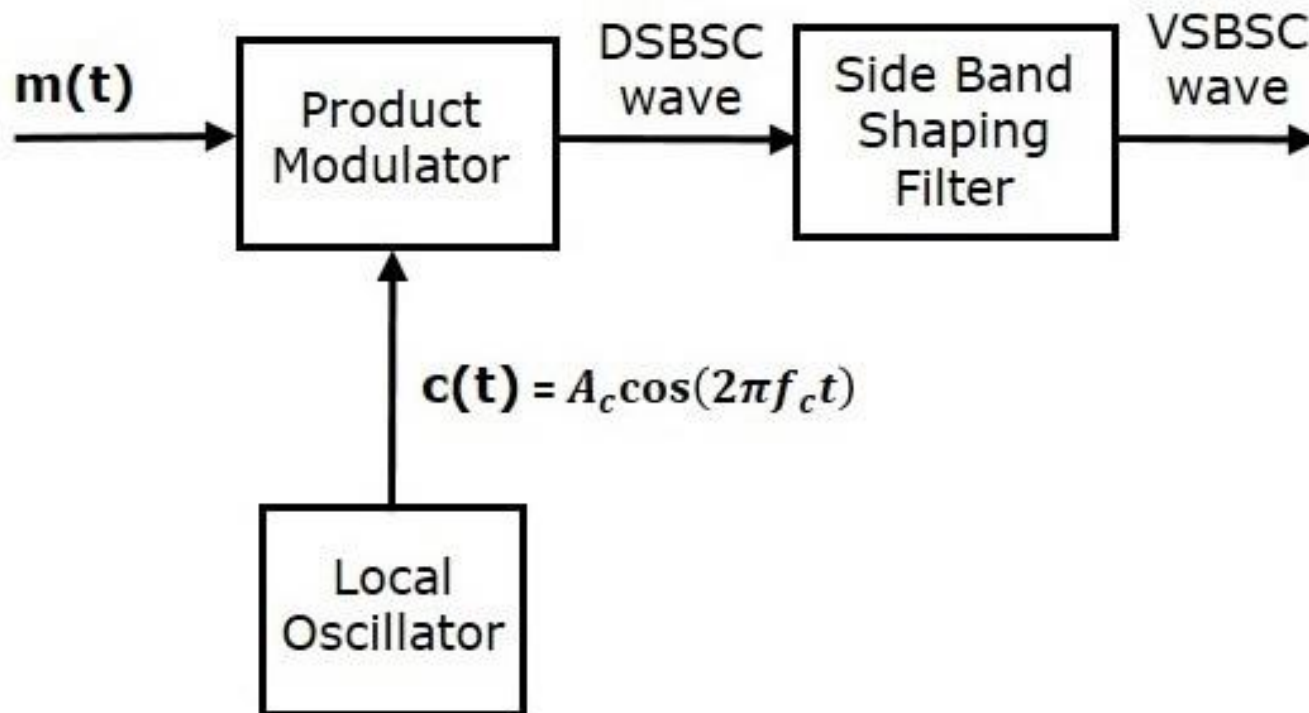 m(t)
Product
Modulator
DSBSC
wave
Side Band
Shaping
Filter
VSBSC
wave
c(t) = A_c cos(2πf_c t)
Local
Oscillator